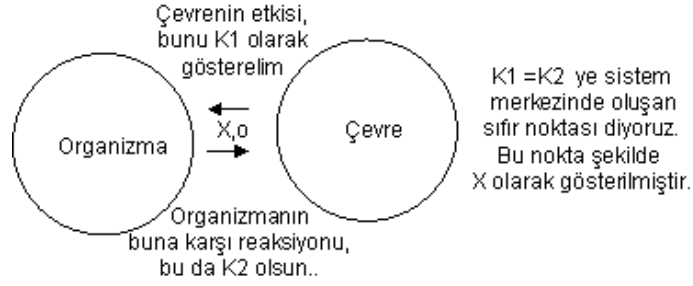 Çevrenin etkisi,
bunu K1 olarak
gösterelim
Organizma
X,o
Çevre
K1 =K2 ye sistem
merkezinde oluşan
sıfır noktası diyoruz.
Bu nokta şekilde
X olarak gösterilmiştir.
Organizmanın
buna karşı reaksiyonu,
bu da K2 olsun..